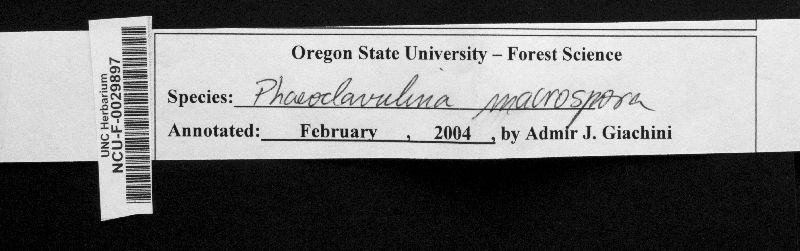 UNC Herbarium
NCU-F-0029897
Oregon State University – Forest Science
Species: Phaeoclavulina macrospora
Annotated: February , 2004 , by Admir J. Giachini